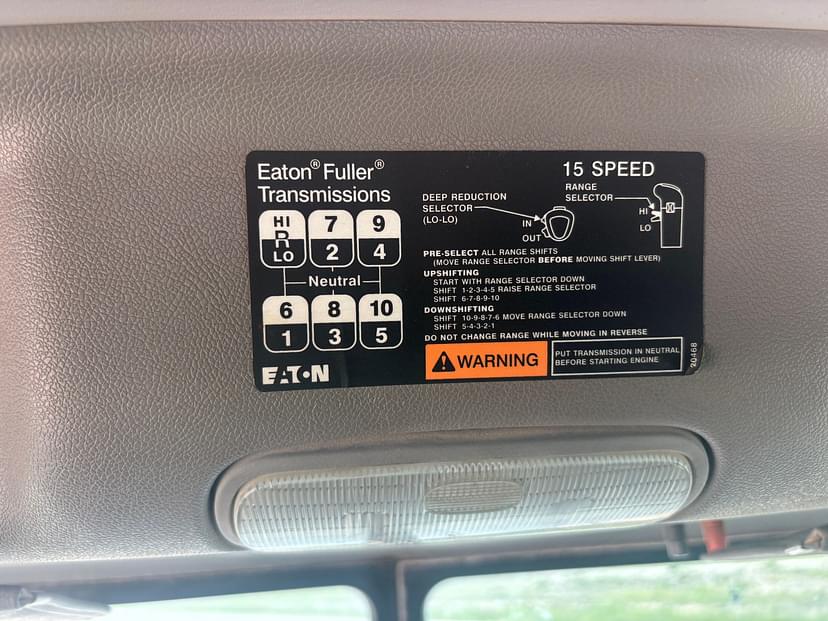 Eaton® Fuller®
Transmissions
15 SPEED
HI
R
LO
7
2
9
4
Neutral
6
1
8
3
10
5
EATON
DEEP REDUCTION
SELECTOR
(LO-LO)
IN
OUT
RANGE
SELECTOR
HI
LO
PRE-SELECT ALL RANGE SHIFTS
(MOVE RANGE SELECTOR BEFORE MOVING SHIFT LEVER)
UPSHIFTING
START WITH RANGE SELECTOR DOWN
SHIFT 1-2-3-4-5 RAISE RANGE SELECTOR
SHIFT 6-7-8-9-10
DOWNSHIFTING
SHIFT 10-9-8-7-6 MOVE RANGE SELECTOR DOWN
SHIFT 5-4-3-2-1
DO NOT CHANGE RANGE WHILE MOVING IN REVERSE
WARNING
PUT TRANSMISSION IN NEUTRAL
BEFORE STARTING ENGINE
20468